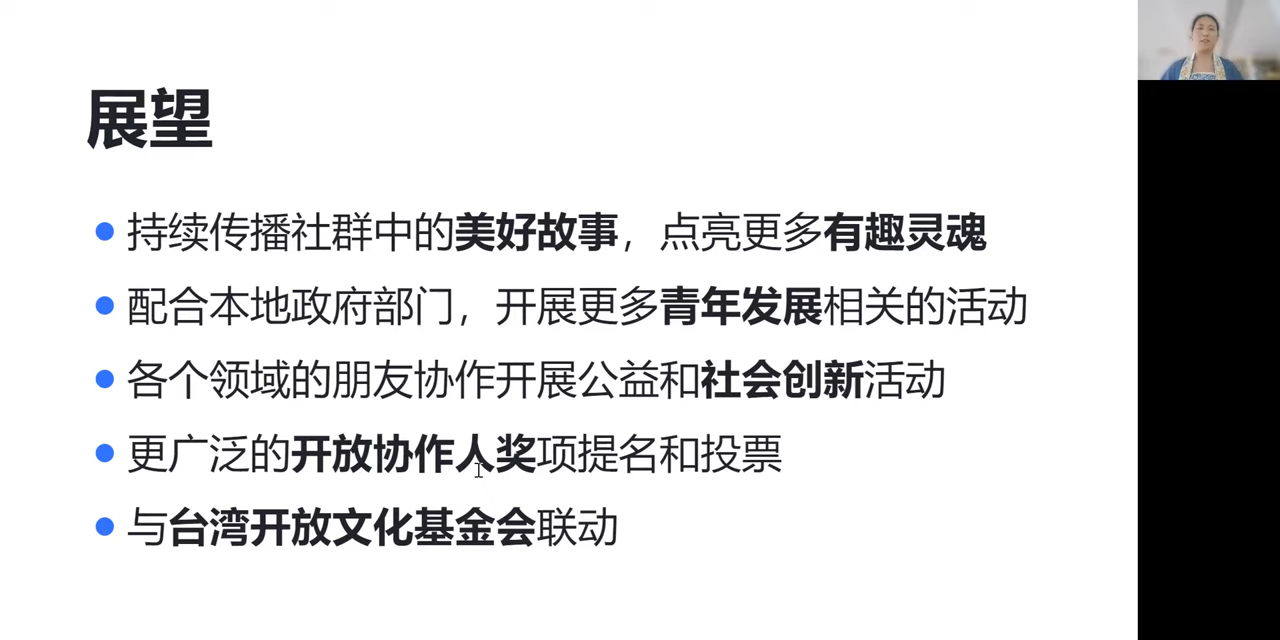 展望
持续传播社群中的美好故事，点亮更多有趣灵魂
配合本地政府部门，开展更多青年发展相关的活动
各个领域的朋友协作开展公益和社会创新活动
更广泛的开放协作人奖项提名和投票
与台湾开放文化基金会联动